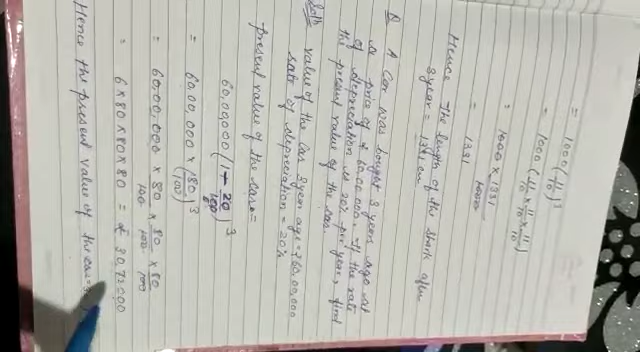 = 1000 (11/10)³
= 1000 (11/10 × 11/10 × 11/10)
= 1000 × 1331/1000
= 1331
Hence the length of the shark after
3 year = 1331 cm
Q A Car was bought 3 years ago at
a price of ₹ 60,00,000. If the rate
of depreciation is 20% per year, find
the present value of the car.
Soln Value of the Car 3 year ago = ₹ 60,00,000
rate of depreciation = 20%
present value of the car =
60,00,000 (1 - 20/100)³
= 60,00,000 × (80/100)³
= 60,00,000 × 80/100 × 80/100 × 80/100
= 6 × 80 × 80 × 80 = ₹ 30,72,000
Hence the present value of the car =